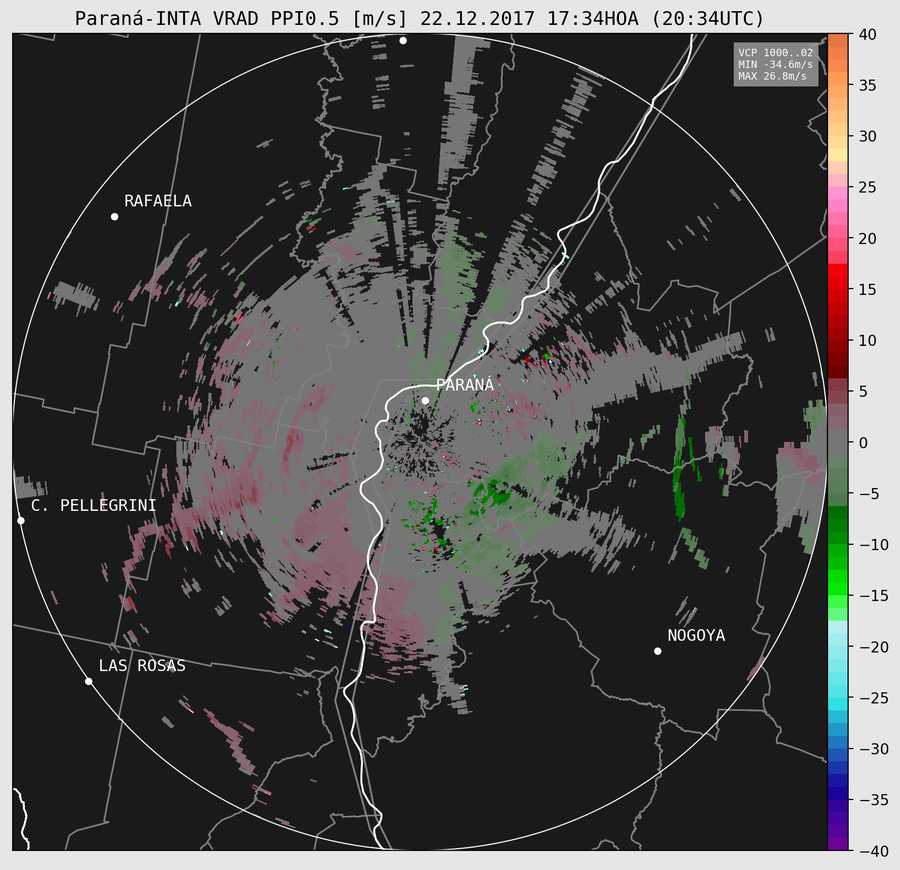 Paraná-INTA VRAD PPI0.5 [m/s] 22.12.2017 17:34HOA (20:34UTC)
VCP 1000..02
MIN -34.6m/s
MAX 26.8m/s
RAFAELA
PARANÁ
C. PELLEGRINI
NOGOYA
LAS ROSAS
40
35
30
25
20
15
10
5
0
−5
−10
−15
−20
−25
−30
−35
−40